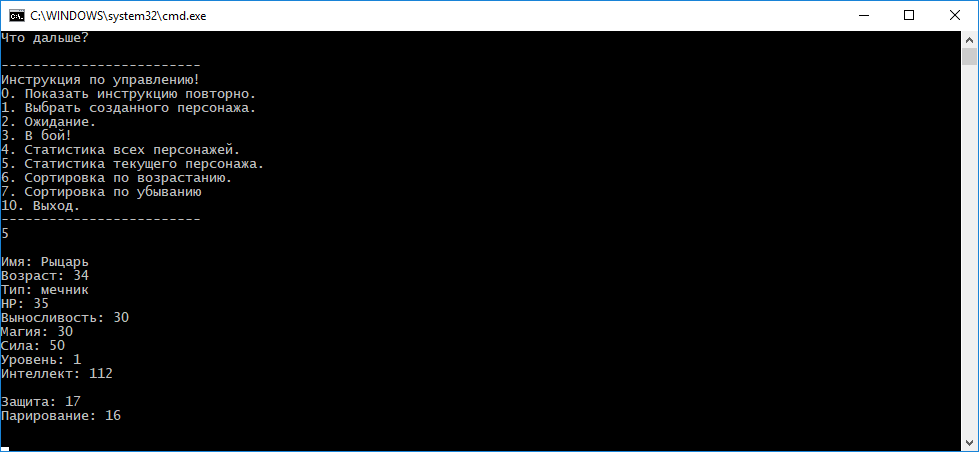 C:\WINDOWS\system32\cmd.exe
Что дальше?
-------------------------
Инструкция по управлению!
0. Показать инструкцию повторно.
1. Выбрать созданного персонажа.
2. Ожидание.
3. В бой!
4. Статистика всех персонажей.
5. Статистика текущего персонажа.
6. Сортировка по возрастанию.
7. Сортировка по убыванию
10. Выход.
-------------------------
5
Имя: Рыцарь
Возраст: 34
Тип: мечник
HP: 35
Выносливость: 30
Магия: 30
Сила: 50
Уровень: 1
Интеллект: 112
Защита: 17
Парирование: 16